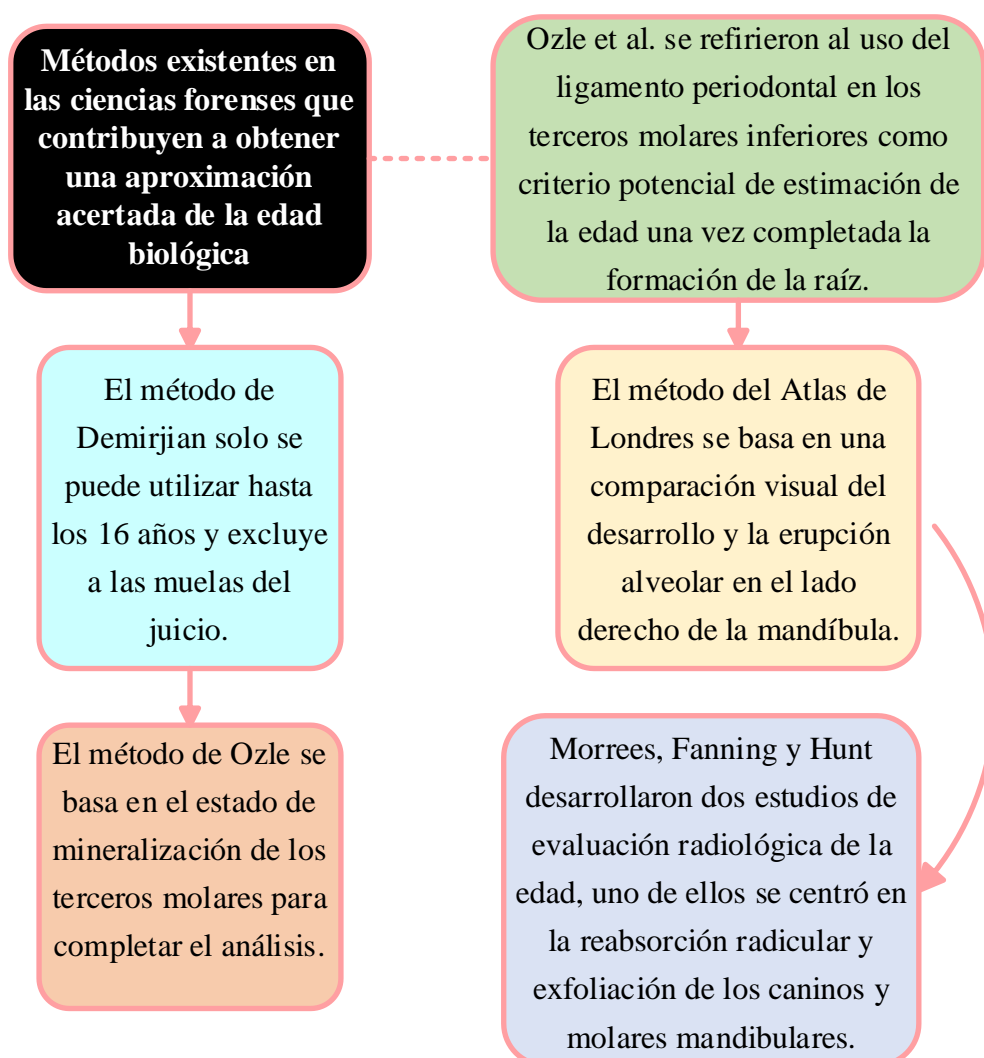 Métodos existentes en
las ciencias forenses que
contribuyen a obtener
una aproximación
acertada de la edad
biológica
El método de
Demirjian solo se
puede utilizar hasta
los 16 años y excluye
a las muelas del
juicio.
El método de Ozle se
basa en el estado de
mineralización de los
terceros molares para
completar el análisis.
Ozle et al. se refirieron al uso del
ligamento periodontal en los
terceros molares inferiores como
criterio potencial de estimación de
la edad una vez completada la
formación de la raíz.
El método del Atlas de
Londres se basa en una
comparación visual del
desarrollo y la erupción
alveolar en el lado
derecho de la mandíbula.
Morrees, Fanning y Hunt
desarrollaron dos estudios de
evaluación radiológica de la
edad, uno de ellos se centró en
la reabsorción radicular y
exfoliación de los caninos y
molares mandibulares.